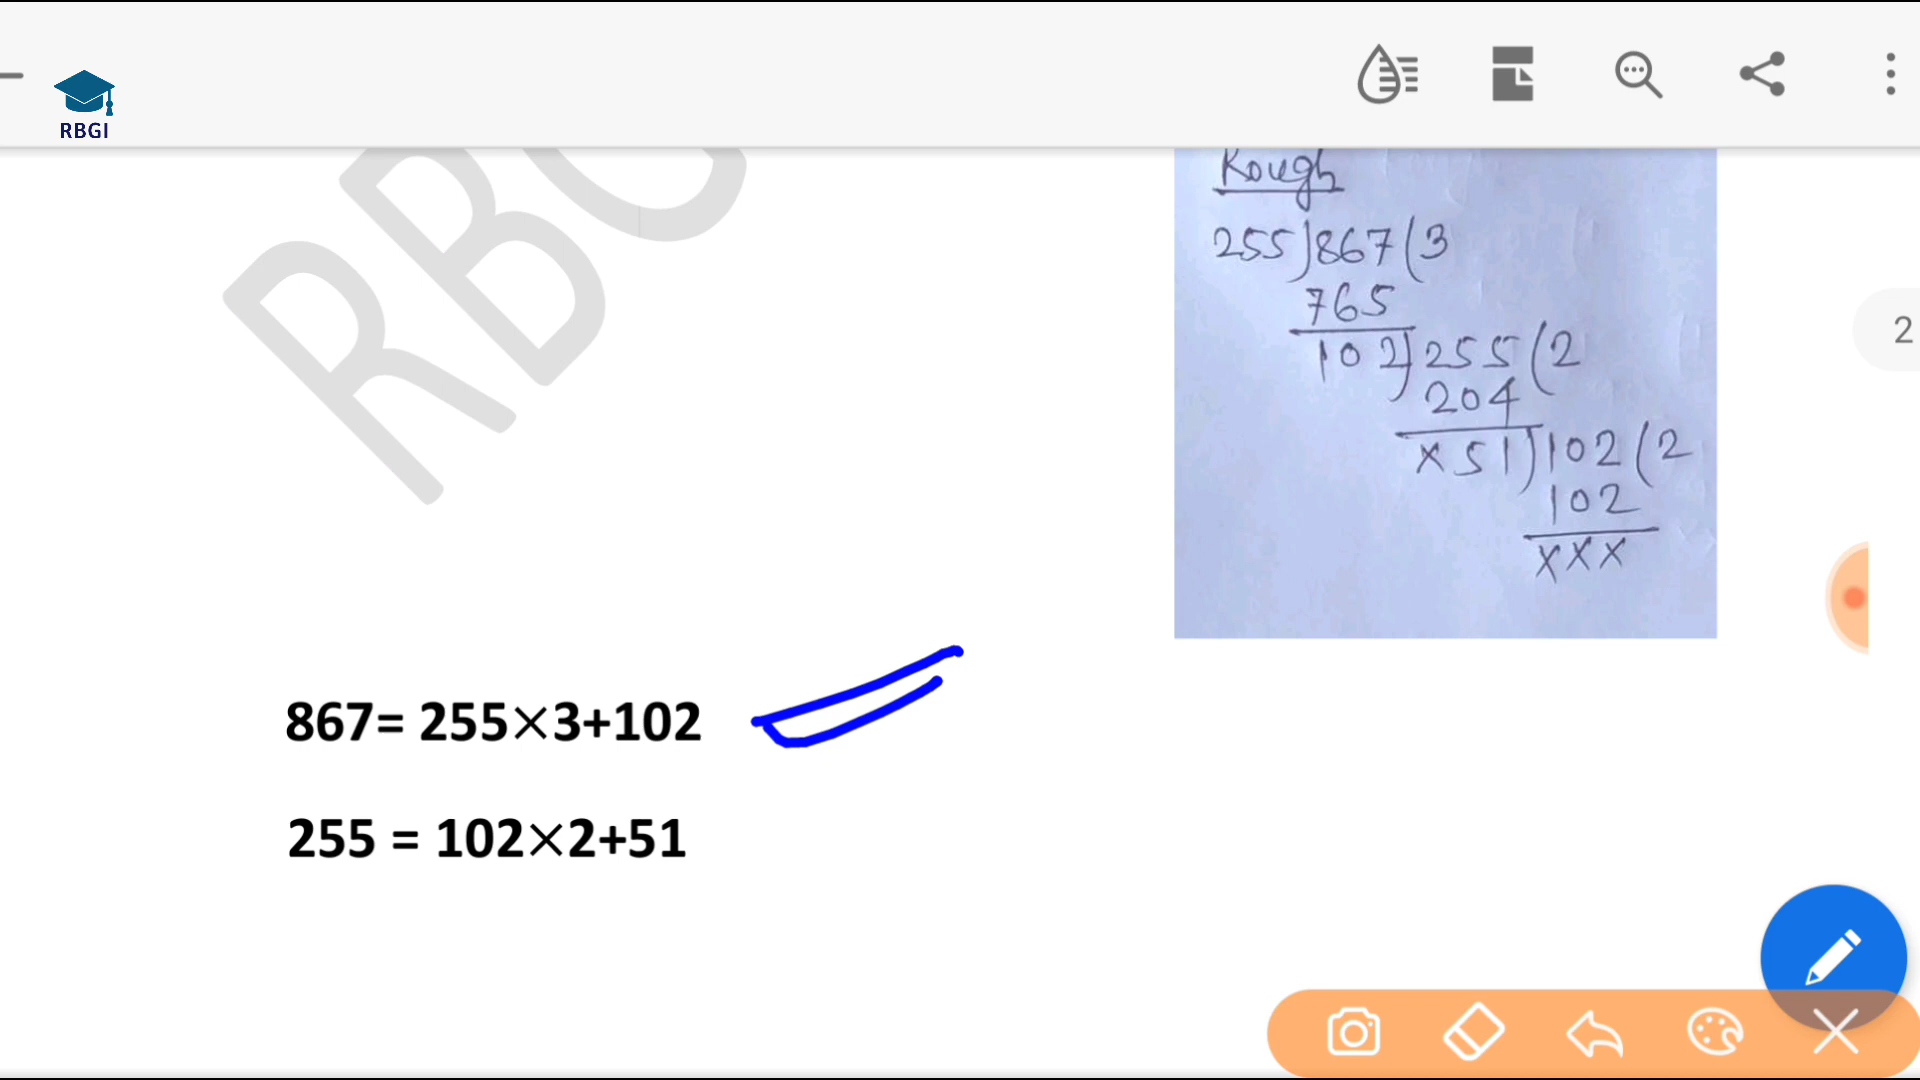 RBGI
RBG
Rough
255)867(3
765
102)255(2
204
×51)102(2
102
×××
2
867= 255×3+102
255 = 102×2+51